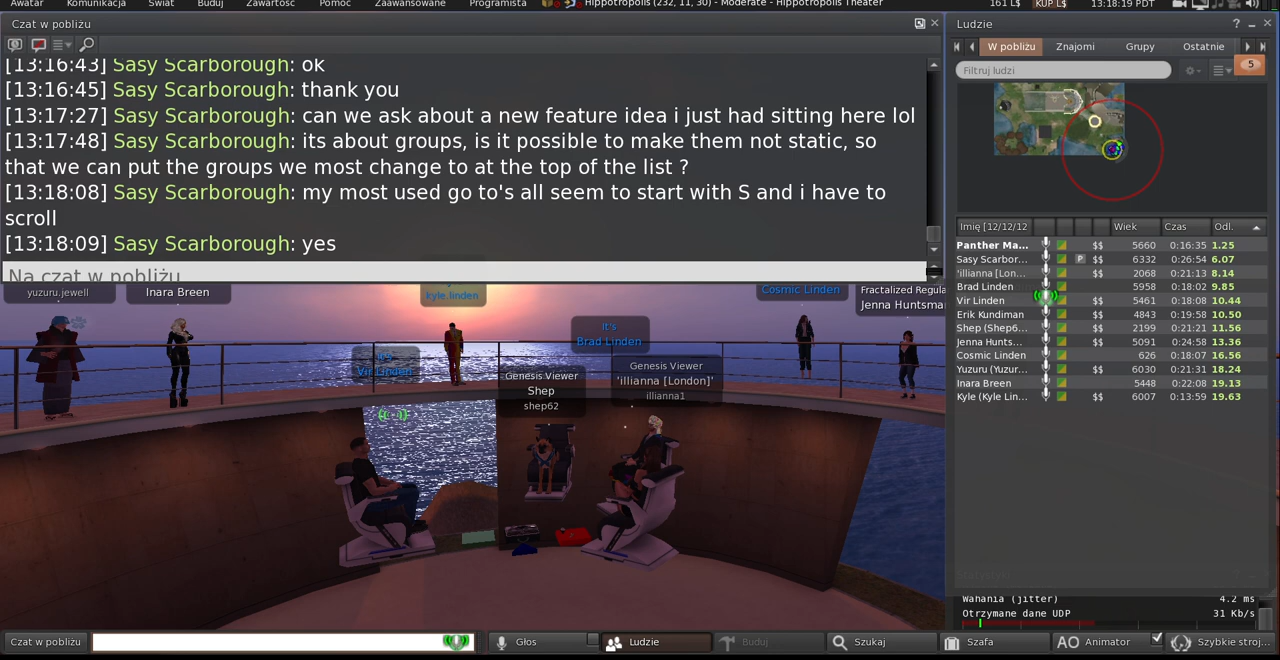 Awatar Komunikacja Świat Buduj Zawartość Pomoc Zaawansowane Programista Hippotropolis (232, 11, 30) - Moderate - Hippotropolis Theater 161 L$ KUP L$ 13:18:19 PDT
Czat w pobliżu
[13:16:43] Sasy Scarborough: ok
[13:16:45] Sasy Scarborough: thank you
[13:17:27] Sasy Scarborough: can we ask about a new feature idea i just had sitting here lol
[13:17:48] Sasy Scarborough: its about groups, is it possible to make them not static, so
that we can put the groups we most change to at the top of the list ?
[13:18:08] Sasy Scarborough: my most used go to's all seem to start with S and i have to
scroll
[13:18:09] Sasy Scarborough: yes
Na czat w pobliżu
yuzuru.jewell
Inara Breen
kyle.linden
Cosmic Linden
Fractalized Regula
Jenna Huntsma
It's
Brad Linden
It's
Vir Linden
Genesis Viewer
Shep
shep62
Genesis Viewer
'illianna [London]'
illianna1
Ludzie
W pobliżu Znajomi Grupy Ostatnie
5
Filtruj ludzi
Imię [12/12/12 Wiek Czas Odl.
Panther Ma... $$ 5660 0:16:35 1.25
Sasy Scarbor... P $$ 6332 0:26:54 6.07
'illianna [Lon... $$ 2068 0:21:13 8.14
Brad Linden 5958 0:18:02 9.85
Vir Linden $$ 5461 0:18:08 10.44
Erik Kundiman $$ 4843 0:19:58 10.50
Shep (Shep6... $$ 2199 0:21:21 11.56
Jenna Hunts... $$ 5091 0:24:58 13.36
Cosmic Linden 626 0:18:07 16.56
Yuzuru (Yuzur... $$ 6030 0:21:31 18.24
Inara Breen 5448 0:22:08 19.13
Kyle (Kyle Lin... $$ 6007 0:13:59 19.63
Statystyki
Wahania (jitter) 4.2 ms
Otrzymane dane UDP 31 Kb/s
Czat w pobliżu Głos Ludzie Buduj Szukaj Szafa AO Animator Szybkie stroj...